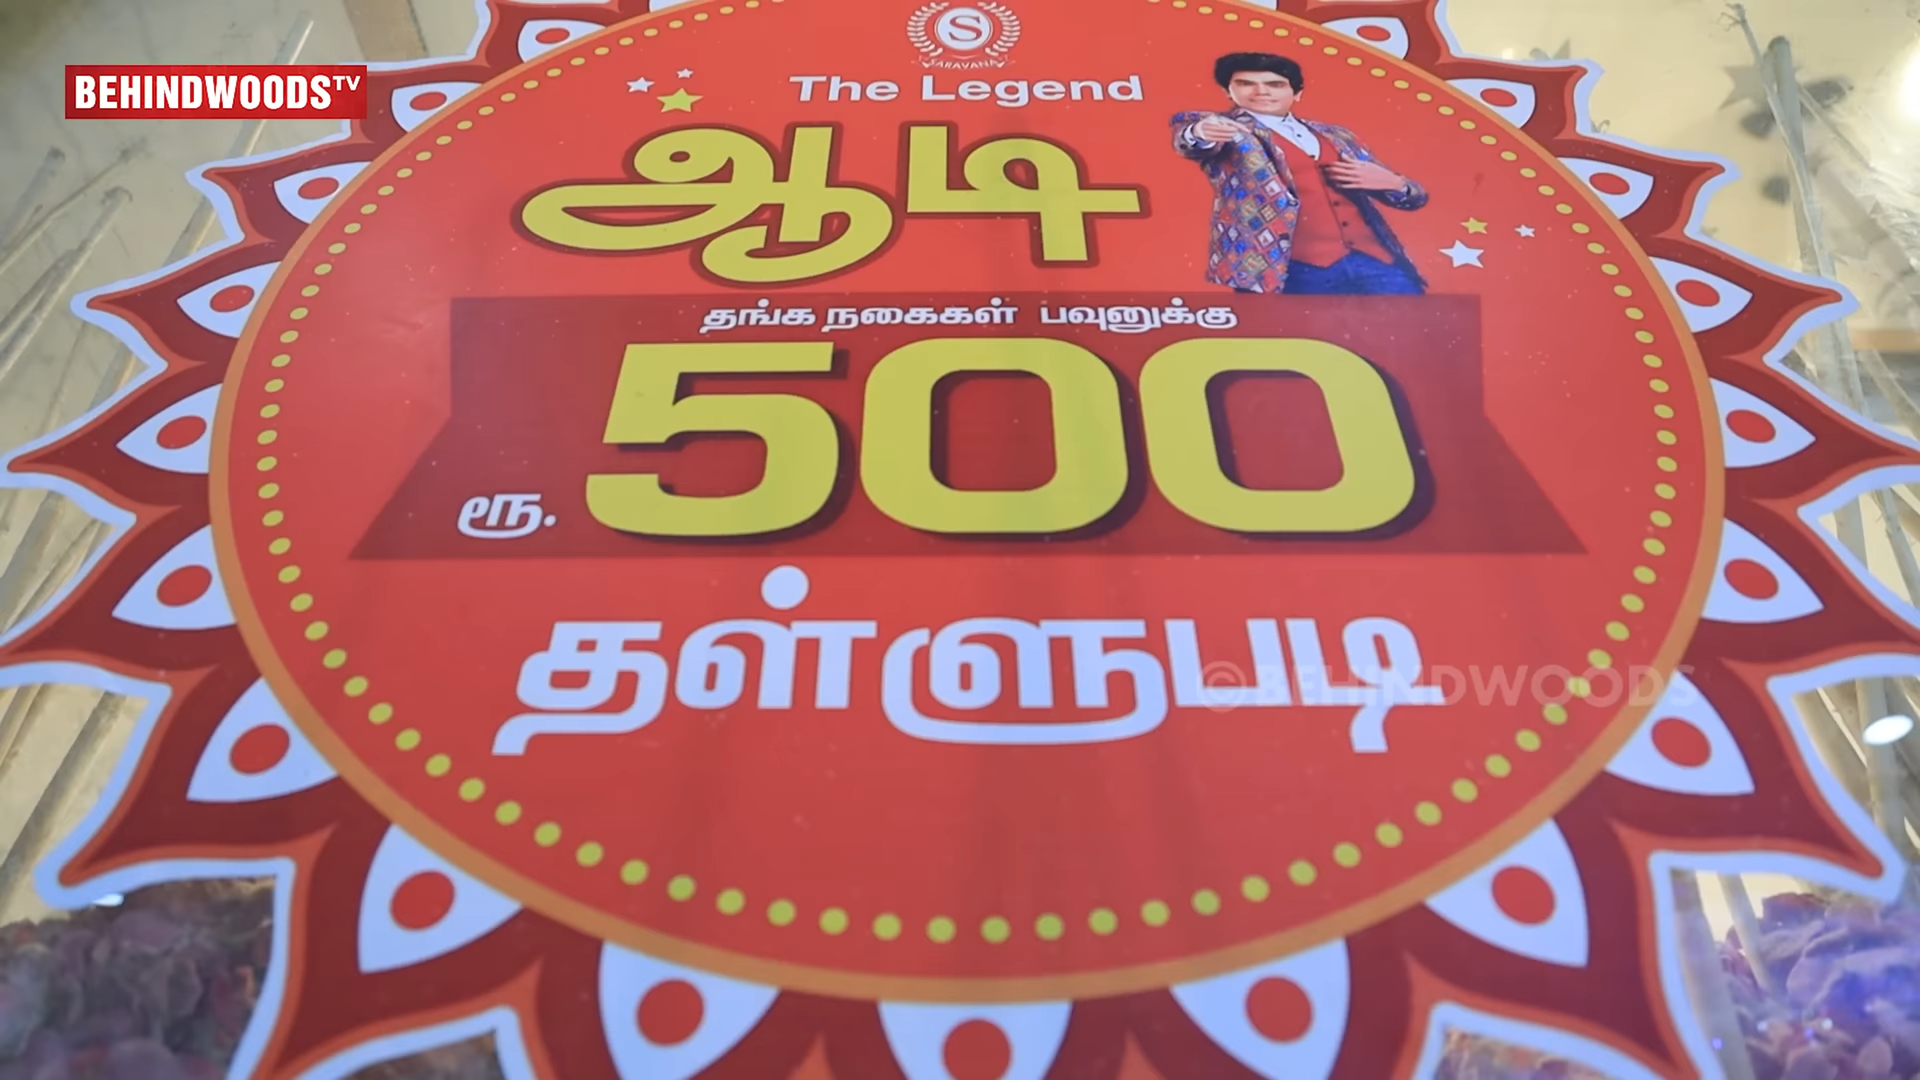 BEHINDWOODS TV
S
SARAVANA
The Legend
ஆடி
தங்க நகைகள் பவுனுக்கு
ரூ. 500
தள்ளுபடி
©BEHINDWOODS